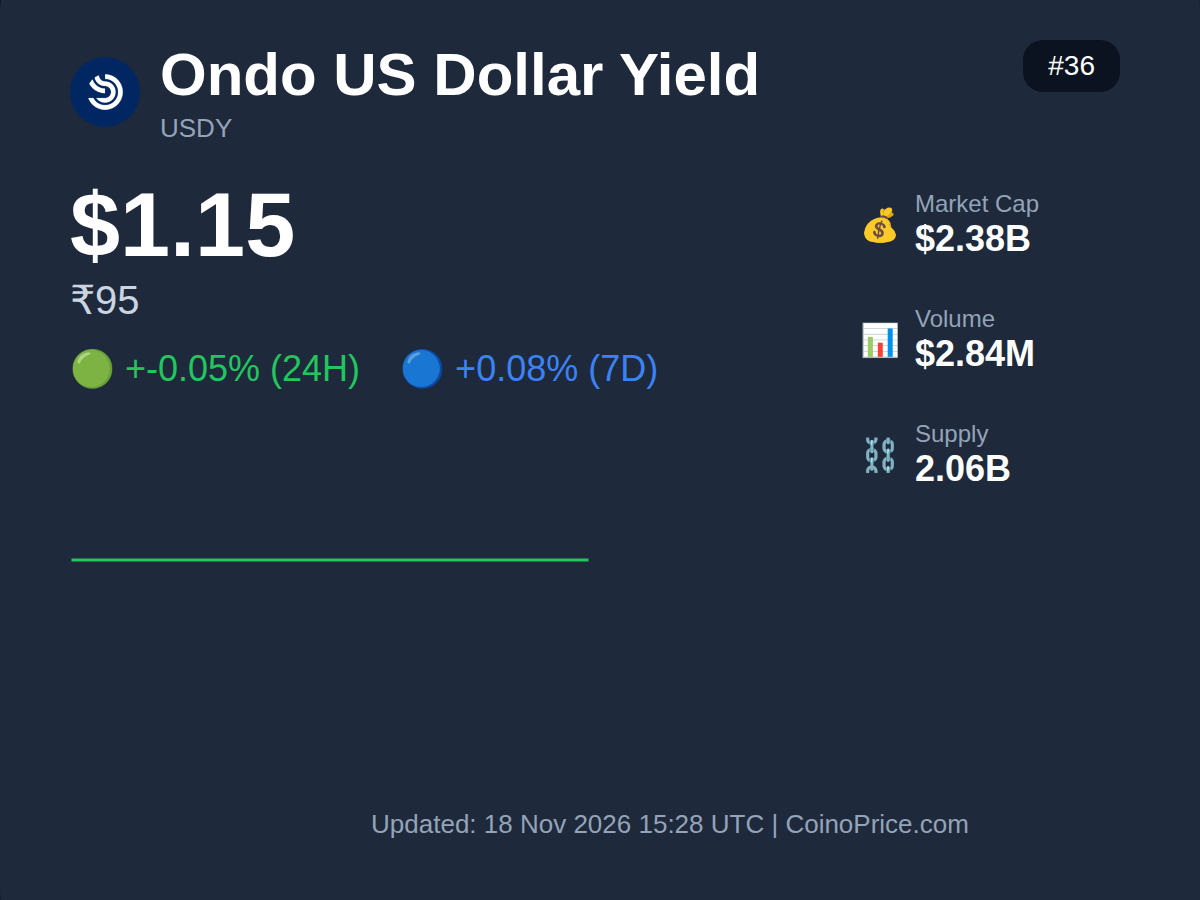 Ondo US Dollar Yield
USDY
#36
$1.15
₹95
+-0.05% (24H)
+0.08% (7D)
Market Cap
$2.38B
Volume
$2.84M
Supply
2.06B
Updated: 18 Nov 2026 15:28 UTC | CoinoPrice.com